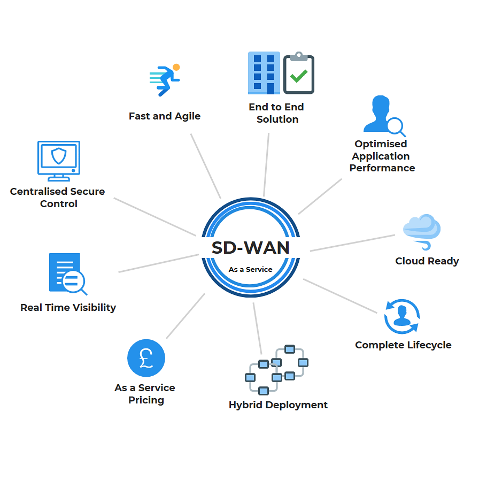 Fast and Agile
End to End
Solution
Optimised
Application
Performance
Centralised Secure
Control
SD-WAN
As a Service
Cloud Ready
Real Time Visibility
£
Complete Lifecycle
As a Service
Pricing
Hybrid Deployment